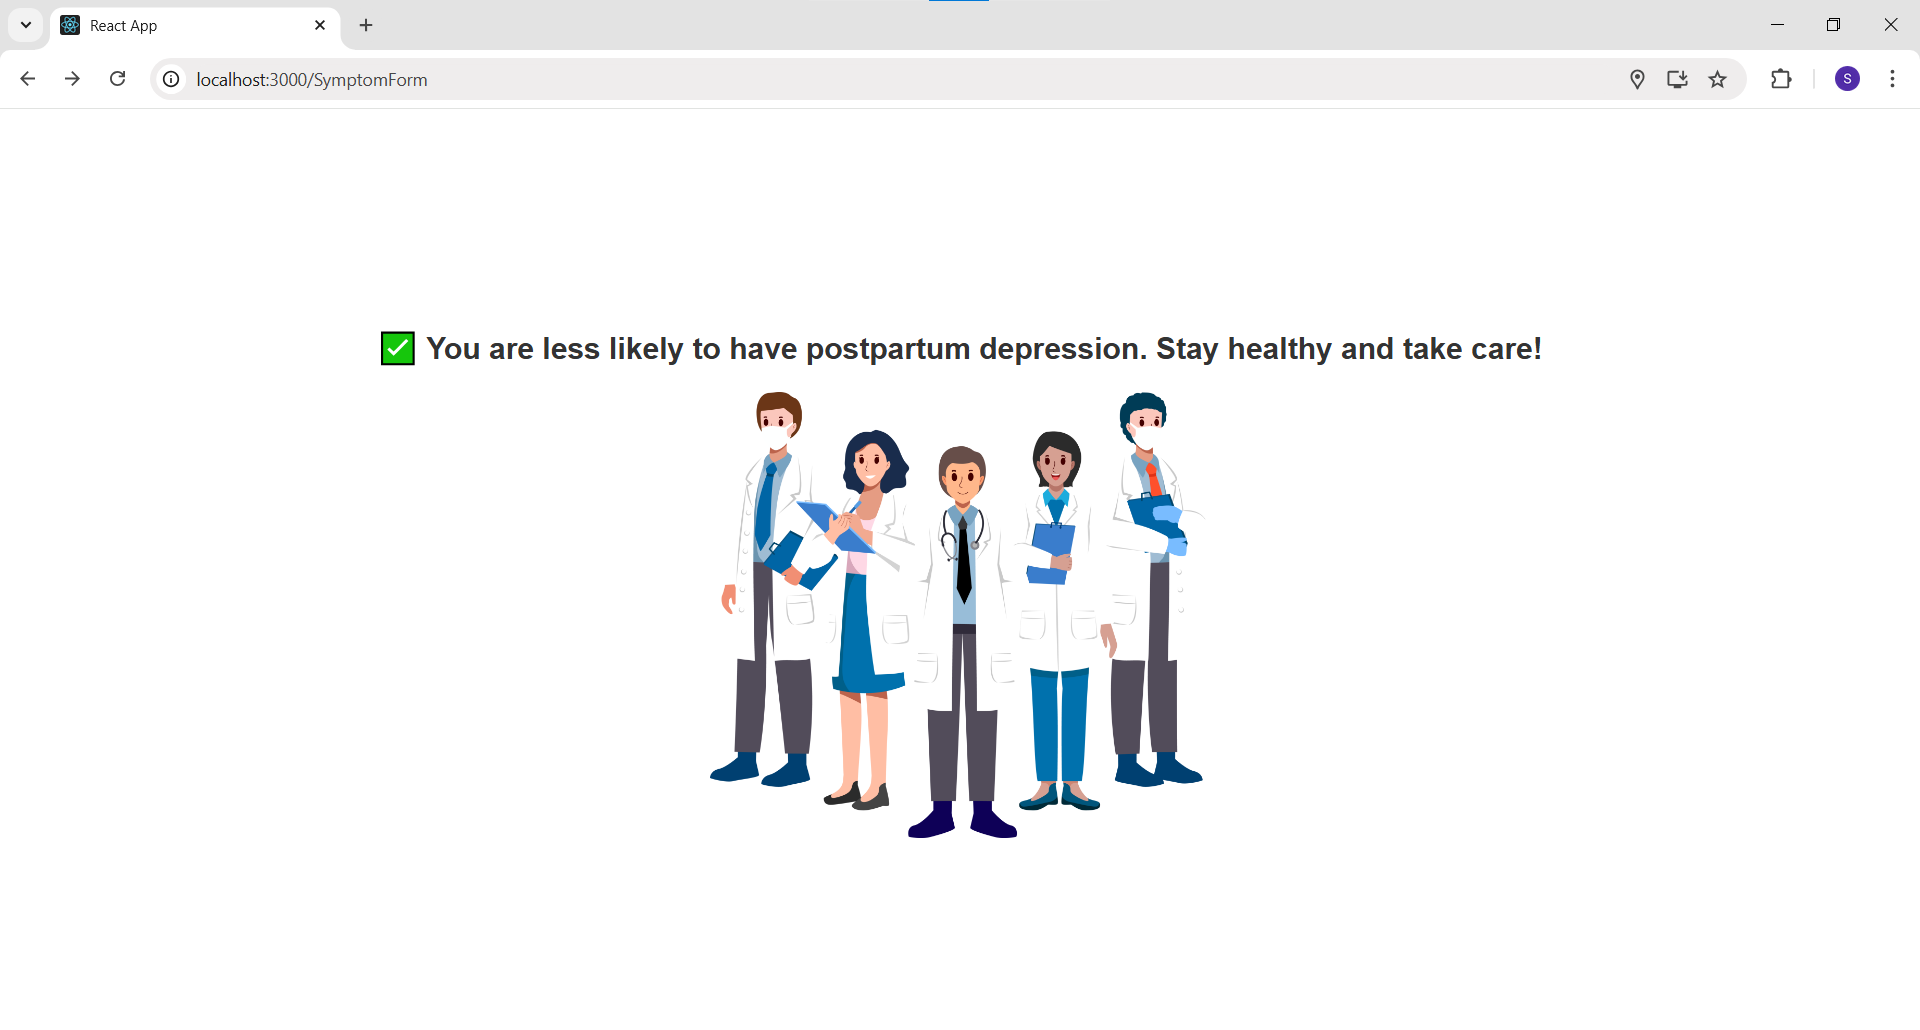 React App
localhost:3000/SymptomForm
S
✅ You are less likely to have postpartum depression. Stay healthy and take care!